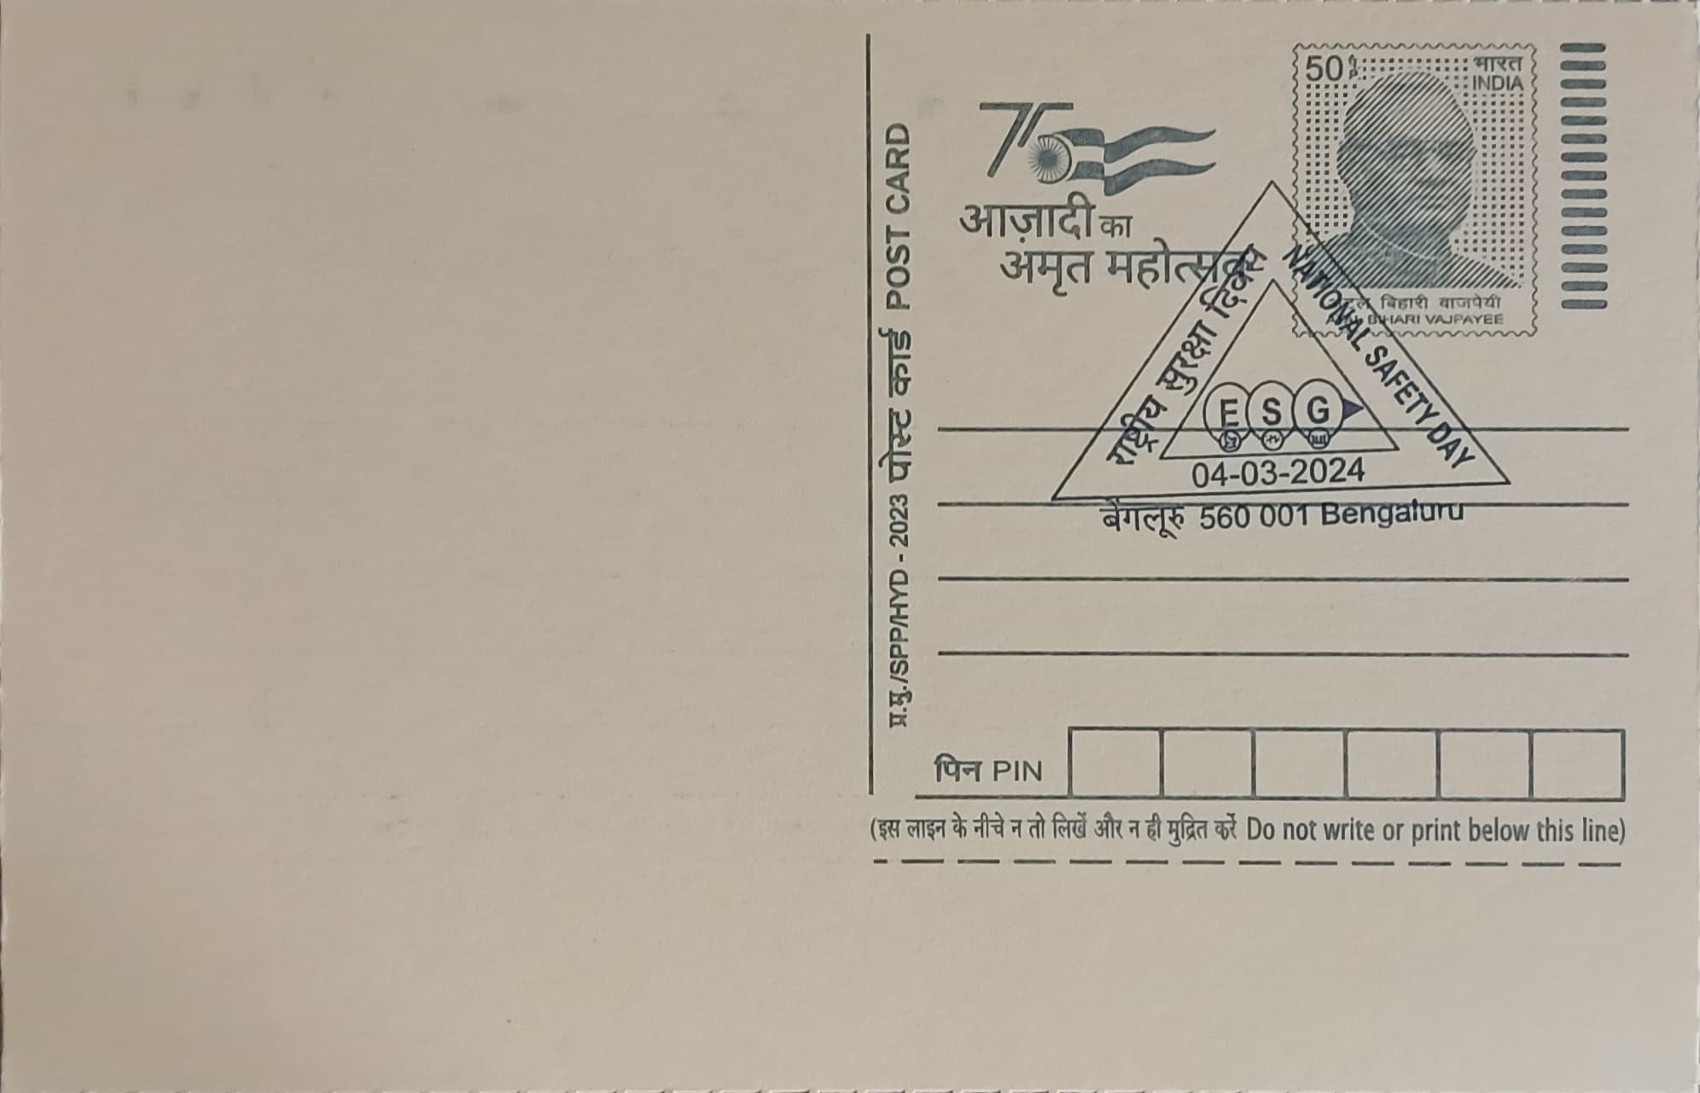 प्र.मु./SPP/HYD - 2023 पोस्ट कार्ड POST CARD
75
आज़ादी का
अमृत महोत्सव
50 भारत
INDIA
बिहारी वाजपेयी
BIHARI VAJPAYEE
राष्ट्रीय सुरक्षा दिवस
NATIONAL SAFETY DAY
E S G
04-03-2024
बेंगलूरु 560 001 Bengaluru
पिन PIN
(इस लाइन के नीचे न तो लिखें और न ही मुद्रित करें Do not write or print below this line)